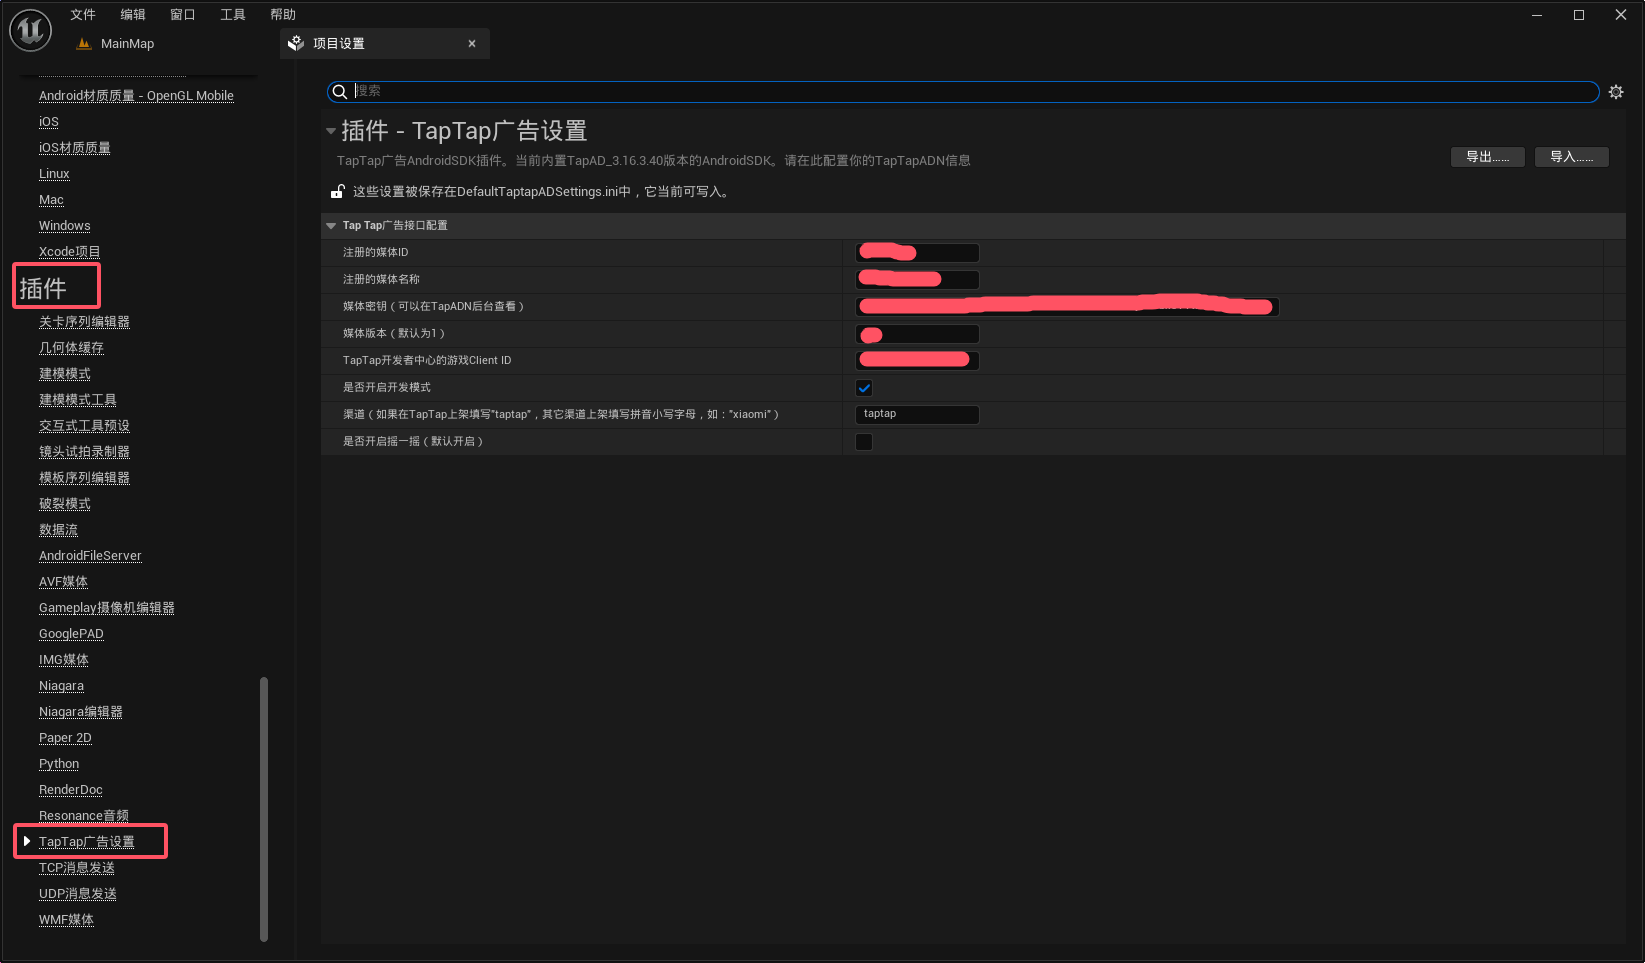 文件 编辑 窗口 工具 帮助
MainMap
项目设置
Android材质质量 - OpenGL Mobile
iOS
iOS材质质量
Linux
Mac
Windows
Xcode项目
插件
关卡序列编辑器
几何体缓存
建模模式
建模模式工具
交互式工具预设
镜头试拍录制器
模板序列编辑器
破裂模式
数据流
AndroidFileServer
AVF媒体
Gameplay摄像机编辑器
GooglePAD
IMG媒体
Niagara
Niagara编辑器
Paper 2D
Python
RenderDoc
Resonance音频
TapTap广告设置
TCP消息发送
UDP消息发送
WMF媒体
搜索
插件 - TapTap广告设置
TapTap广告AndroidSDK插件。当前内置TapAD_3.16.3.40版本的AndroidSDK。请在此配置你的TapTapADN信息
导出...... 导入......
这些设置被保存在DefaultTaptapADSettings.ini中，它当前可写入。
Tap Tap广告接口配置
注册的媒体ID
注册的媒体名称
媒体密钥（可以在TapADN后台查看）
媒体版本（默认为1）
TapTap开发者中心的游戏Client ID
是否开启开发模式
渠道（如果在TapTap上架填写"taptap"，其它渠道上架填写拼音小写字母，如："xiaomi"） taptap
是否开启摇一摇（默认开启）